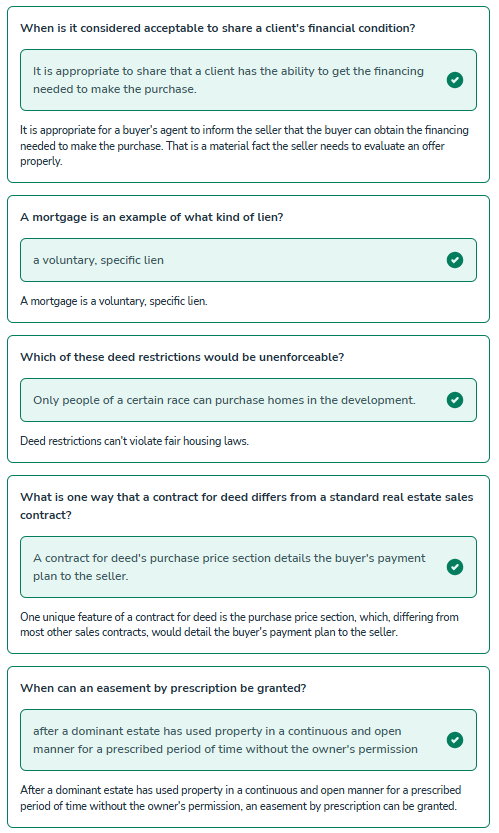 When is it considered acceptable to share a client's financial condition?
It is appropriate to share that a client has the ability to get the financing
needed to make the purchase.
It is appropriate for a buyer's agent to inform the seller that the buyer can obtain the financing
needed to make the purchase. That is a material fact the seller needs to evaluate an offer
properly.
A mortgage is an example of what kind of lien?
a voluntary, specific lien
A mortgage is a voluntary, specific lien.
Which of these deed restrictions would be unenforceable?
Only people of a certain race can purchase homes in the development.
Deed restrictions can't violate fair housing laws.
What is one way that a contract for deed differs from a standard real estate sales
contract?
A contract for deed's purchase price section details the buyer's payment
plan to the seller.
One unique feature of a contract for deed is the purchase price section, which, differing from
most other sales contracts, would detail the buyer's payment plan to the seller.
When can an easement by prescription be granted?
after a dominant estate has used property in a continuous and open
manner for a prescribed period of time without the owner's permission
After a dominant estate has used property in a continuous and open manner for a prescribed
period of time without the owner's permission, an easement by prescription can be granted.